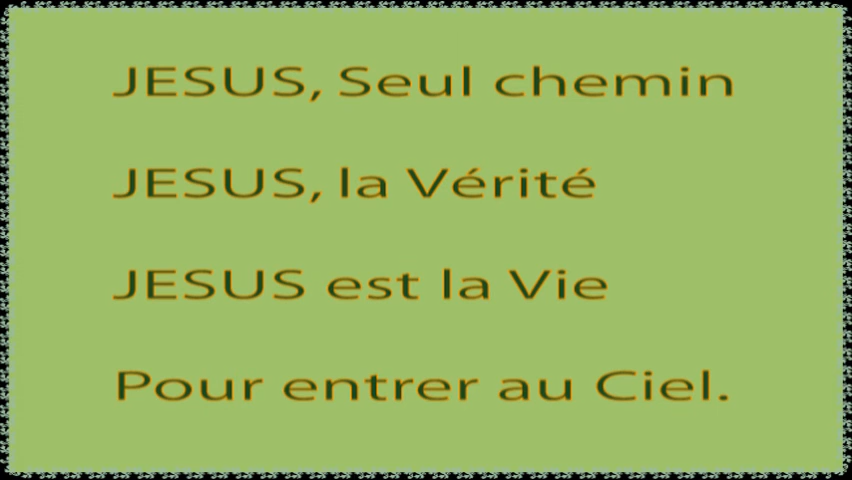 JESUS, Seul chemin
JESUS, la Vérité
JESUS est la Vie
Pour entrer au Ciel.